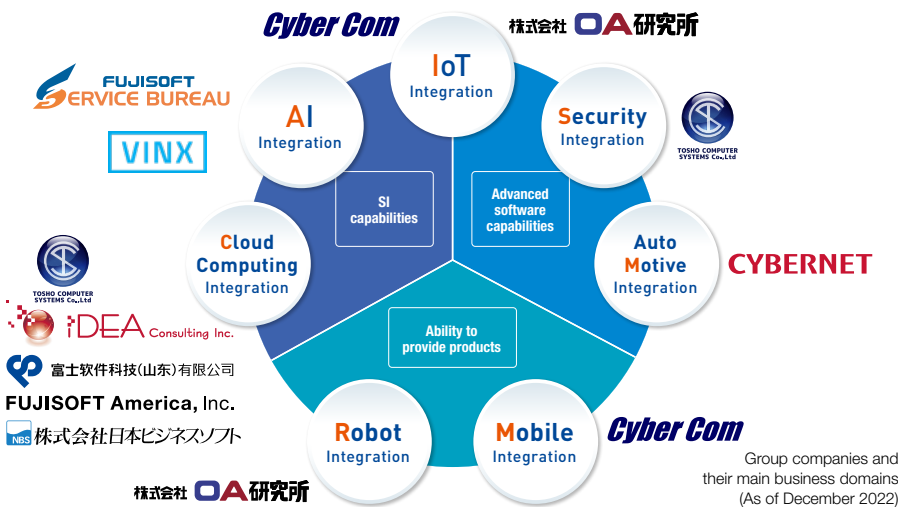 Cyber Com
株式会社 OA研究所
IoT
Integration
FUJISOFT
SERVICE BUREAU
AI
Integration
Security
Integration
TOSHO COMPUTER
SYSTEMS Co.,Ltd
VINX
SI
capabilities
Advanced
software
capabilities
Cloud
Computing
Integration
Auto
Motive
Integration
CYBERNET
TOSHO COMPUTER
SYSTEMS Co.,Ltd
iDEA Consulting Inc.
Ability to
provide products
富士软件科技(山东)有限公司
FUJISOFT America, Inc.
NBS 株式会社日本ビジネスソフト
Robot
Integration
Mobile
Integration
Cyber Com
株式会社 OA研究所
Group companies and
their main business domains
(As of December 2022)